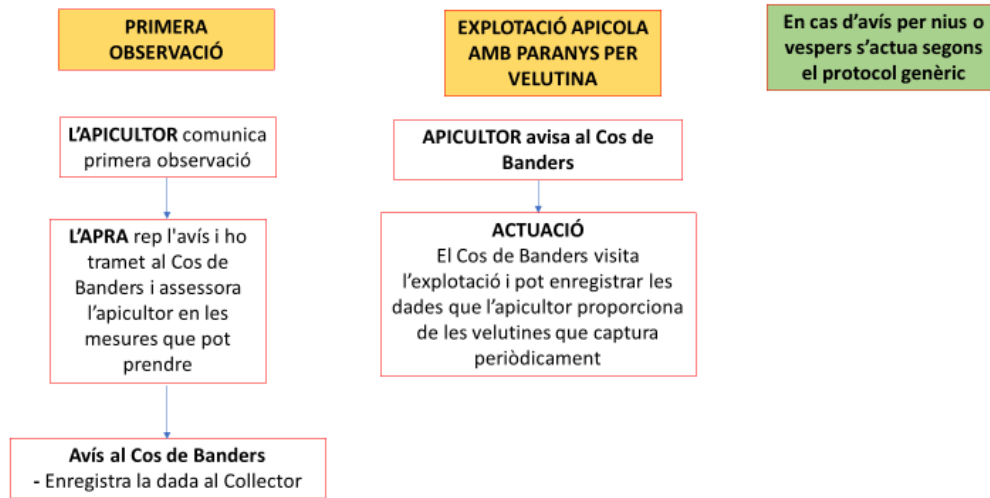 PRIMERA
OBSERVACIÓ
L'APICULTOR comunica
primera observació
L'APRA rep l'avís i ho
tramet al Cos de
Banders i assessora
l'apicultor en les
mesures que pot
prendre
Avís al Cos de Banders
- Enregistra la dada al Collector
EXPLOTACIÓ APICOLA
AMB PARANYS PER
VELUTINA
APICULTOR avisa al Cos de
Banders
ACTUACIÓ
El Cos de Banders visita
l'explotació i pot enregistrar les
dades que l'apicultor proporciona
de les velutines que captura
periòdicament
En cas d'avís per nius o
vespers s'actua segons
el protocol genèric